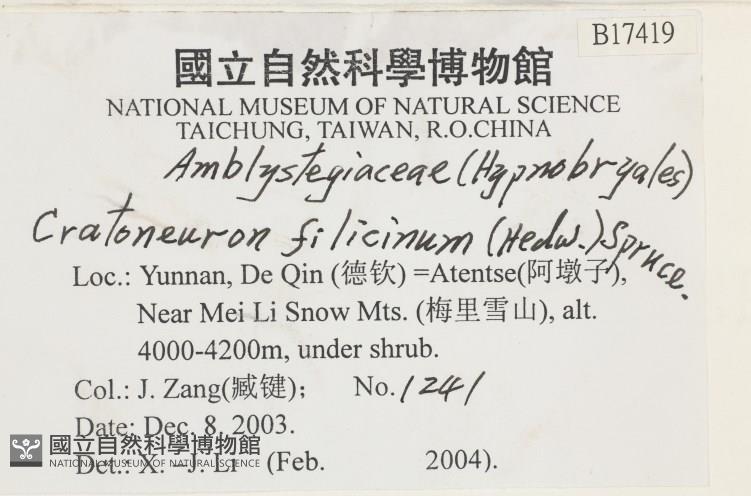 B17419
國立自然科學博物館
NATIONAL MUSEUM OF NATURAL SCIENCE
TAICHUNG, TAIWAN, R.O.CHINA
Amblystegiaceae (Hypnobryales)
Cratoneuron filicinum (Hedw.) Spruce.
Loc.: Yunnan, De Qin (德钦) =Atentse(阿墩子),
Near Mei Li Snow Mts. (梅里雪山), alt.
4000-4200m, under shrub.
Col.: J. Zang(臧键); No. 1241
Date: Dec. 8, 2003.
國立自然科學博物館
NATIONAL MUSEUM OF NATURAL SCIENCE
Det.: X. -J. Li (Feb. 2004).